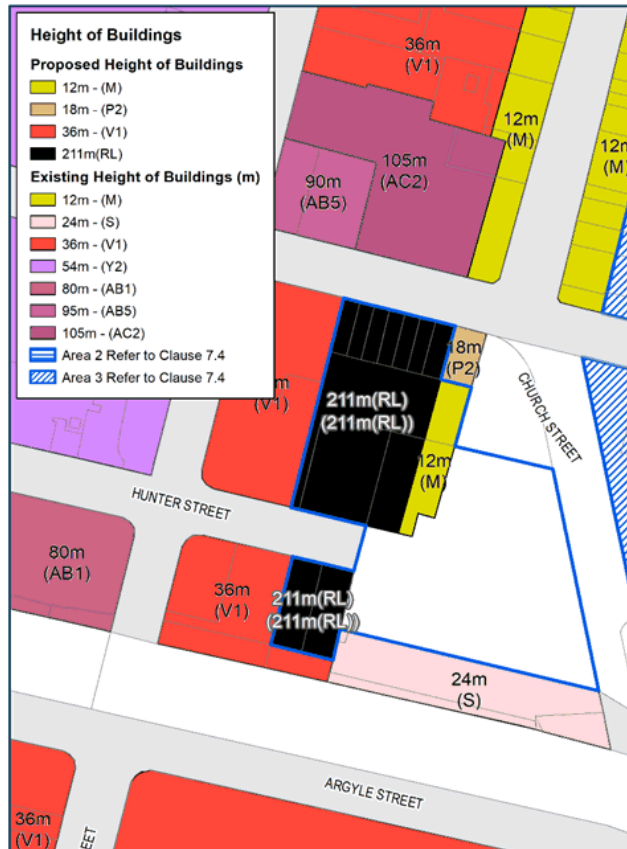 Height of Buildings
Proposed Height of Buildings
12m - (M)
18m - (P2)
36m - (V1)
211m(RL)
Existing Height of Buildings (m)
12m - (M)
24m - (S)
36m - (V1)
54m - (Y2)
80m - (AB1)
95m - (AB5)
105m - (AC2)
Area 2 Refer to Clause 7.4
Area 3 Refer to Clause 7.4
36m
(V1)
12m
(M)
12m
(M)
105m
(AC2)
90m
(AB5)
18m
(P2)
CHURCH STREET
(V1)
211m(RL)
(211m(RL))
12m
(M)
HUNTER STREET
80m
(AB1)
36m
(V1)
211m(RL)
(211m(RL))
24m
(S)
ARGYLE STREET
36m
(V1)